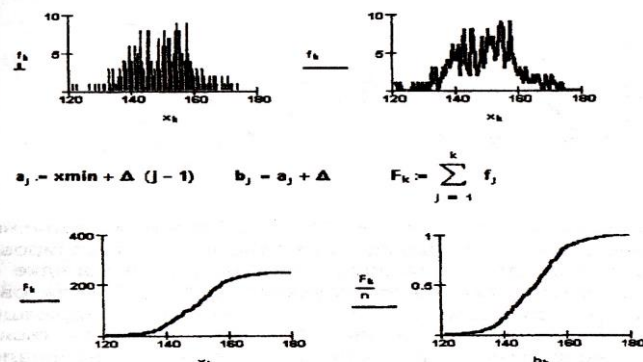 10
5
f_k
120 140 160 180
x_k
10
5
f_k
120 140 160 180
x_k
a_j := xmin + Δ (j − 1) b_j = a_j + Δ F_k := ∑ k j = 1 f_j
400
200
F_k
120 140 160 180
x_k
1
0.5
F_k
n
120 140 160 180
b_k